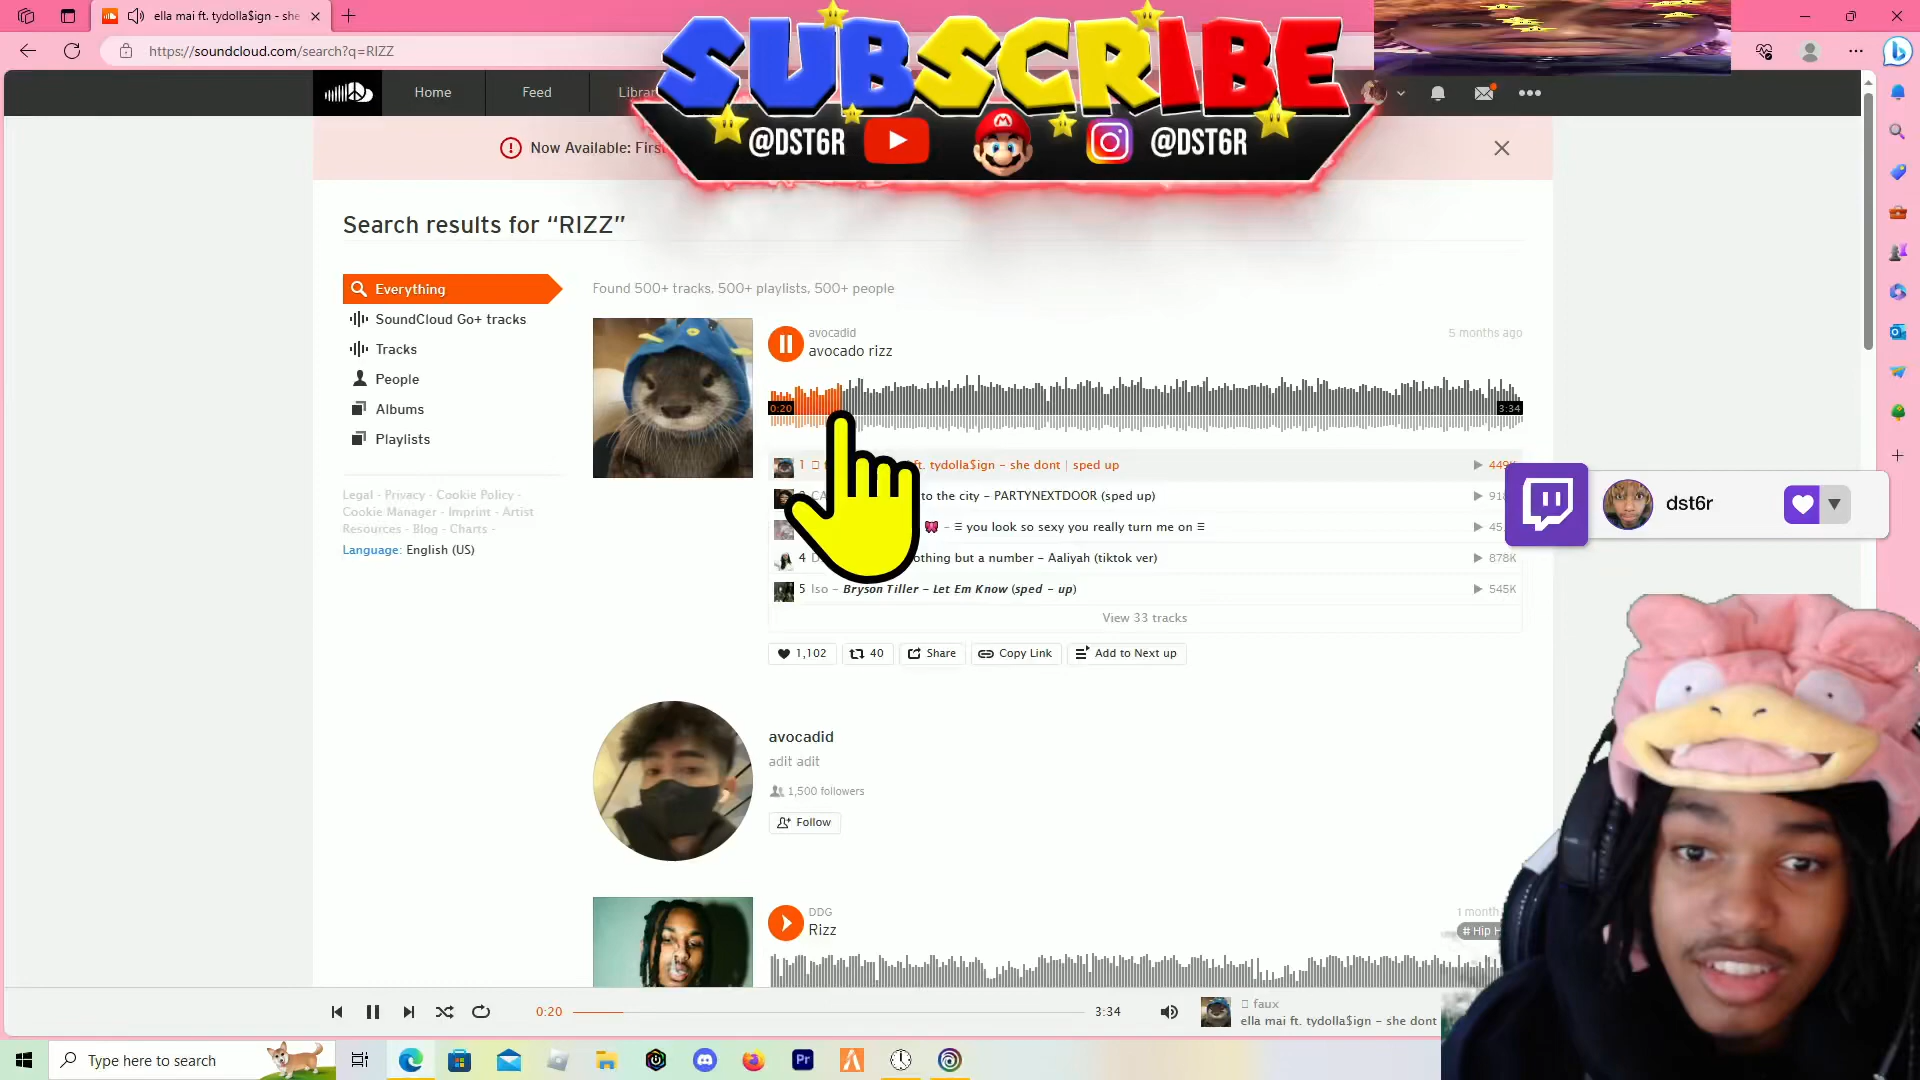 ella mai ft. tydolla$ign - she
https://soundcloud.com/search?q=RIZZ
SUBSCRIBE
@DST6R
@DST6R
Home
Feed
Now Available:
Search results for “RIZZ”
Everything
SoundCloud Go+ tracks
Tracks
People
Albums
Playlists
Legal - Privacy - Cookie Policy -
Cookie Manager - Imprint - Artist
Resources - Blog - Charts -
Language: English (US)
Found 500+ tracks, 500+ playlists, 500+ people
avocadid
5 months ago
avocado rizz
0:20
3:34
1
ft. tydolla$ign - she dont | sped up
to the city - PARTYNEXTDOOR (sped up)
- Ξ you look so sexy you really turn me on Ξ
4
but a number - Aaliyah (tiktok ver)
878K
5 Iso - Bryson Tiller - Let Em Know (sped - up)
545K
View 33 tracks
1,102
40
Share
Copy Link
Add to Next up
dst6r
avocadid
adit adit
1,500 followers
Follow
DDG
1 month
Rizz
# Hip
0:20
3:34
faux
ella mai ft. tydolla$ign - she dont
Type here to search
Pr